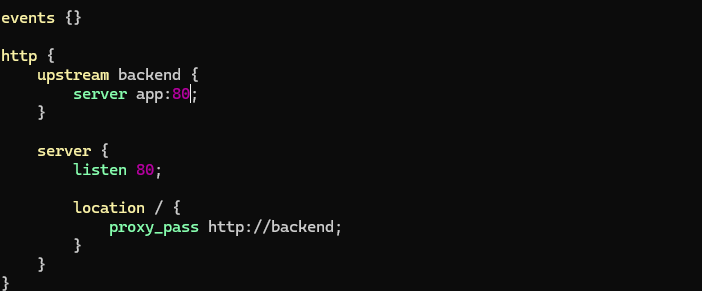 events {}
http {
upstream backend {
server app:80;
}
server {
listen 80;
location / {
proxy_pass http://backend;
}
}
}